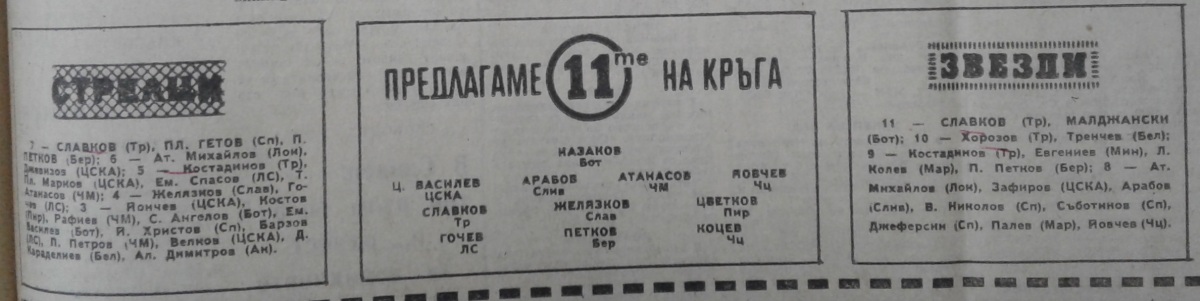 СТРЕЛЦИ
7 — СЛАВКОВ (Тр), ПЛ. ГЕТОВ (Сп), П.
ПЕТКОВ (Бер); 6 — Ат. Михайлов (Лок),
Джевизов (ЦСКА); 5 — Костадинов (Тр),
Пл. Марков (ЦСКА), Ем. Спасов (ЛС), Т.
Атанасов (ЧМ); 4 — Желязков (Слав), Го-
чев (ЛС); 3 — Йончев (ЦСКА), Костов
(Пир), Рафиев (ЧМ), С. Ангелов (Бот), Ем.
Василев (Бот), Й. Христов (Сп), Барзов
(ЛС), П. Петров (ЧМ), Великов (ЦСКА), Д.
Караделиев (Бел), Ал. Димитров (Ак).
ПРЕДЛАГАМЕ 11те НА КРЪГА
КАЗАКОВ
Бот
Ц. ВАСИЛЕВ АРАБОВ АТАНАСОВ ЙОВЧЕВ
ЦСКА Слив ЧМ Чц
СЛАВКОВ ЖЕЛЯЗКОВ ЦВЕТКОВ
Тр Слав Пир
ГОЧЕВ ПЕТКОВ КОЦЕВ
ЛС Бер Чц
ЗВЕЗДИ
11 — СЛАВКОВ (Тр), МАЛДЖАНСКИ
(Бот); 10 — Хорозов (Тр), Тренчев (Бел);
9 — Костадинов (Тр), Евгениев (Мин), Л.
Колев (Мар), П. Петков (Бер); 8 — Ат.
Михайлов (Лок), Зафиров (ЦСКА), Арабов
(Слив), В. Николов (Сп), Съботинов (Сп),
Джеферсин (Сп), Палев (Мар), Йовчев (Чц).